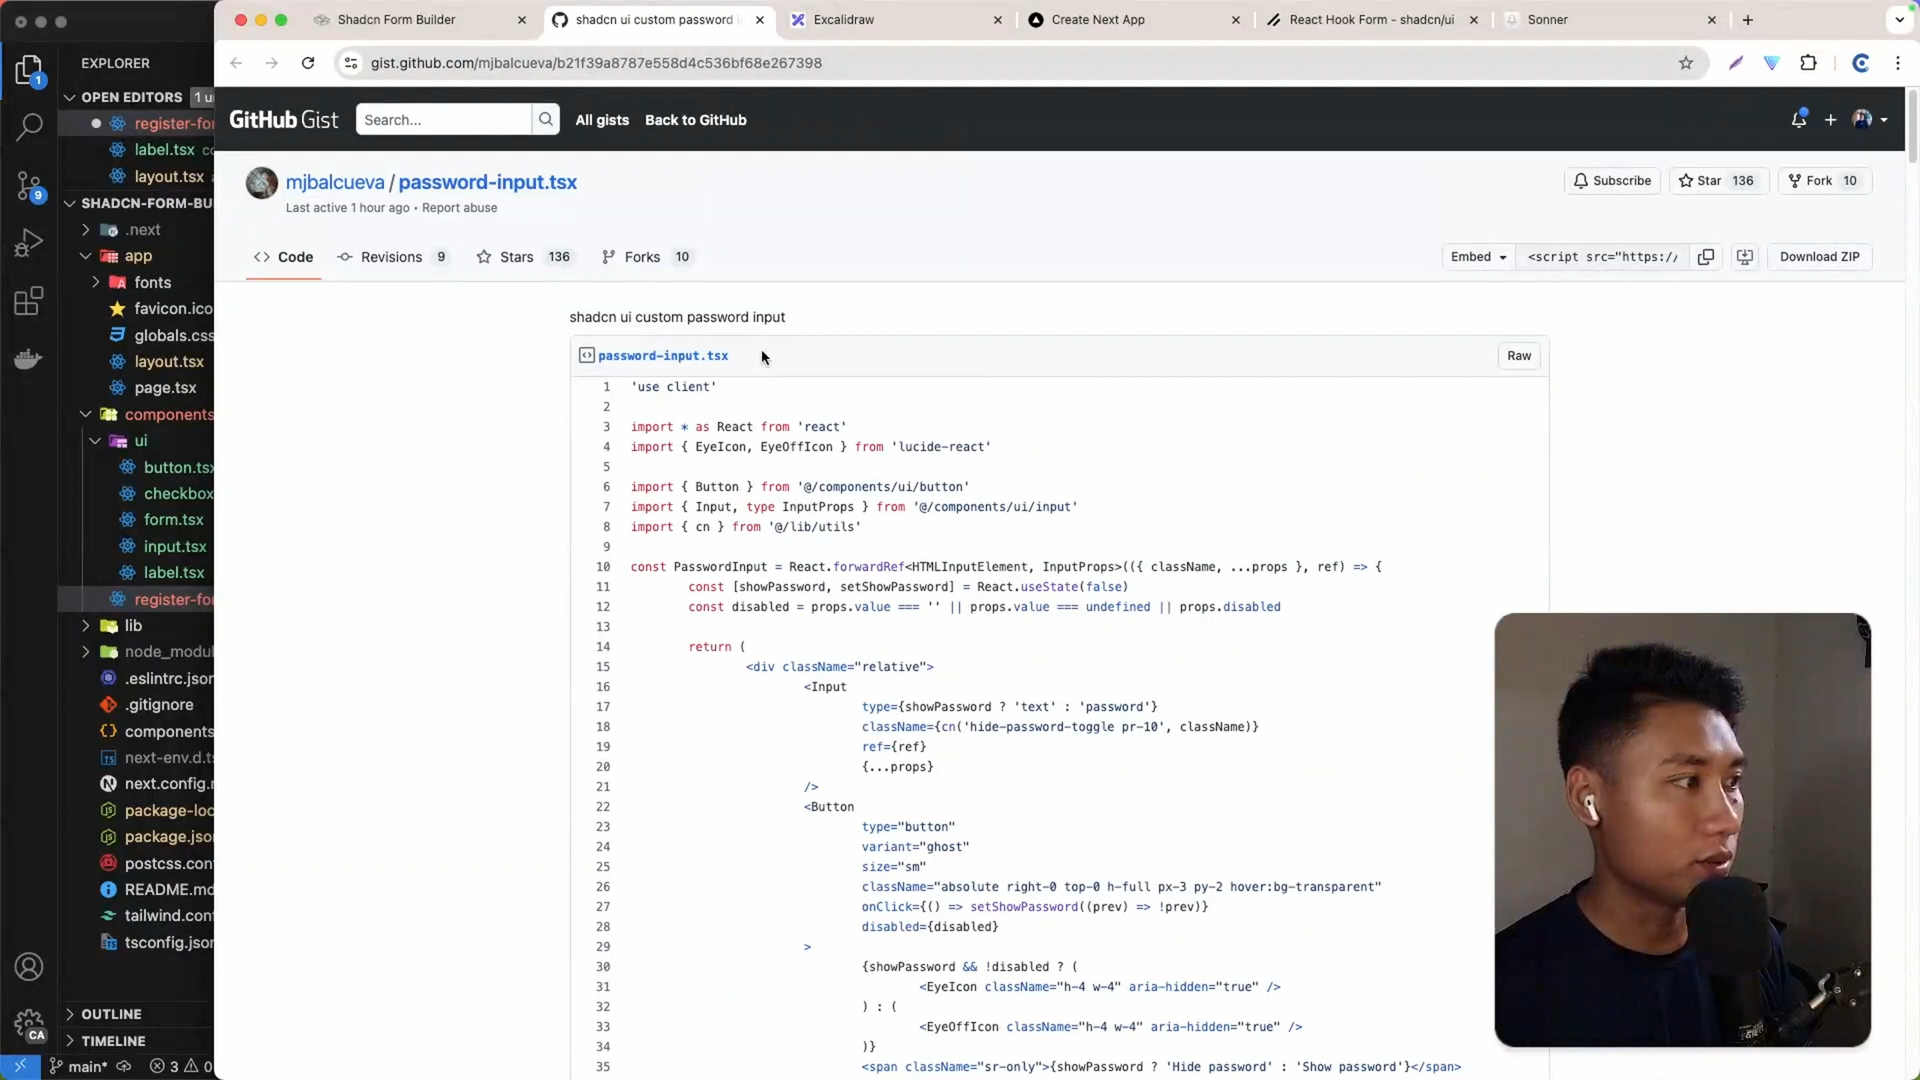 Shadcn Form Builder
shadcn ui custom password i
Excalidraw
Create Next App
React Hook Form - shadcn/ui
Sonner
gist.github.com/mjbalcueva/b21f39a8787e558d4c536bf68e267398
EXPLORER
OPEN EDITORS
1 u
register-for
label.tsx co
layout.tsx a
SHADCN-FORM-BU
.next
app
fonts
favicon.ico
globals.css
layout.tsx
page.tsx
components
ui
button.tsx
checkbox
form.tsx
input.tsx
label.tsx
register-for
lib
node_modul
.eslintrc.json
.gitignore
components
next-env.d.ts
next.config.m
package-loc
package.json
postcss.conf
README.md
tailwind.conf
tsconfig.json
OUTLINE
TIMELINE
main*
3
0
1
9
CA
GitHub Gist
Search...
All gists
Back to GitHub
mjbalcueva / password-input.tsx
Last active 1 hour ago • Report abuse
Subscribe
Star 136
Fork 10
Code
Revisions 9
Stars 136
Forks 10
Embed
<script src="https:/
Download ZIP
shadcn ui custom password input
password-input.tsx
Raw
1 'use client'
2
3 import * as React from 'react'
4 import { EyeIcon, EyeOffIcon } from 'lucide-react'
5
6 import { Button } from '@/components/ui/button'
7 import { Input, type InputProps } from '@/components/ui/input'
8 import { cn } from '@/lib/utils'
9
10 const PasswordInput = React.forwardRef<HTMLInputElement, InputProps>(({ className, ...props }, ref) => {
11 const [showPassword, setShowPassword] = React.useState(false)
12 const disabled = props.value === '' || props.value === undefined || props.disabled
13
14 return (
15 <div className="relative">
16 <Input
17 type={showPassword ? 'text' : 'password'}
18 className={cn('hide-password-toggle pr-10', className)}
19 ref={ref}
20 {...props}
21 />
22 <Button
23 type="button"
24 variant="ghost"
25 size="sm"
26 className="absolute right-0 top-0 h-full px-3 py-2 hover:bg-transparent"
27 onClick={() => setShowPassword((prev) => !prev)}
28 disabled={disabled}
29 >
30 {showPassword && !disabled ? (
31 <EyeIcon className="h-4 w-4" aria-hidden="true" />
32 ) : (
33 <EyeOffIcon className="h-4 w-4" aria-hidden="true" />
34 )}
35 <span className="sr-only">{showPassword ? 'Hide password' : 'Show password'}</span>